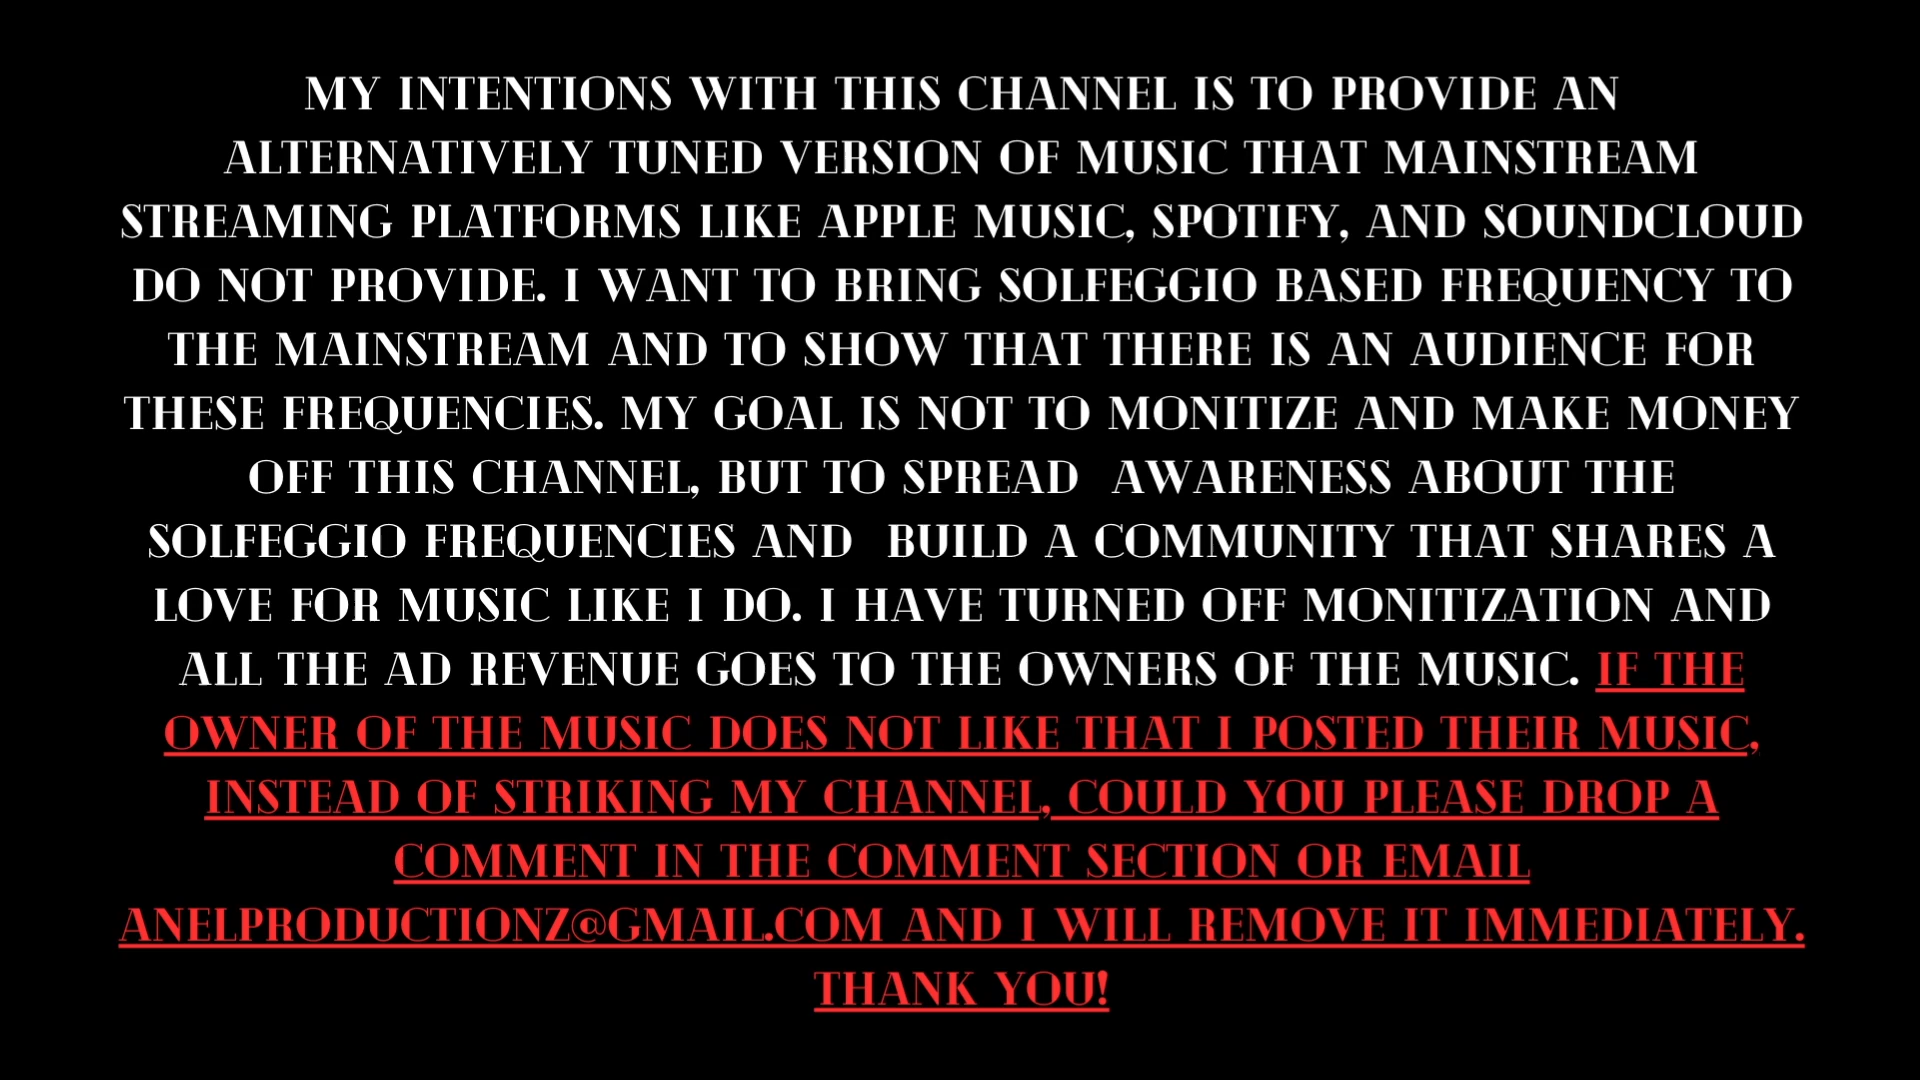 MY INTENTIONS WITH THIS CHANNEL IS TO PROVIDE AN
ALTERNATIVELY TUNED VERSION OF MUSIC THAT MAINSTREAM
STREAMING PLATFORMS LIKE APPLE MUSIC, SPOTIFY, AND SOUNDCLOUD
DO NOT PROVIDE. I WANT TO BRING SOLFEGGIO BASED FREQUENCY TO
THE MAINSTREAM AND TO SHOW THAT THERE IS AN AUDIENCE FOR
THESE FREQUENCIES. MY GOAL IS NOT TO MONITIZE AND MAKE MONEY
OFF THIS CHANNEL, BUT TO SPREAD  AWARENESS ABOUT THE
SOLFEGGIO FREQUENCIES AND  BUILD A COMMUNITY THAT SHARES A
LOVE FOR MUSIC LIKE I DO. I HAVE TURNED OFF MONITIZATION AND
ALL THE AD REVENUE GOES TO THE OWNERS OF THE MUSIC. IF THE
OWNER OF THE MUSIC DOES NOT LIKE THAT I POSTED THEIR MUSIC,
INSTEAD OF STRIKING MY CHANNEL, COULD YOU PLEASE DROP A
COMMENT IN THE COMMENT SECTION OR EMAIL
ANELPRODUCTIONZ@GMAIL.COM AND I WILL REMOVE IT IMMEDIATELY.
THANK YOU!